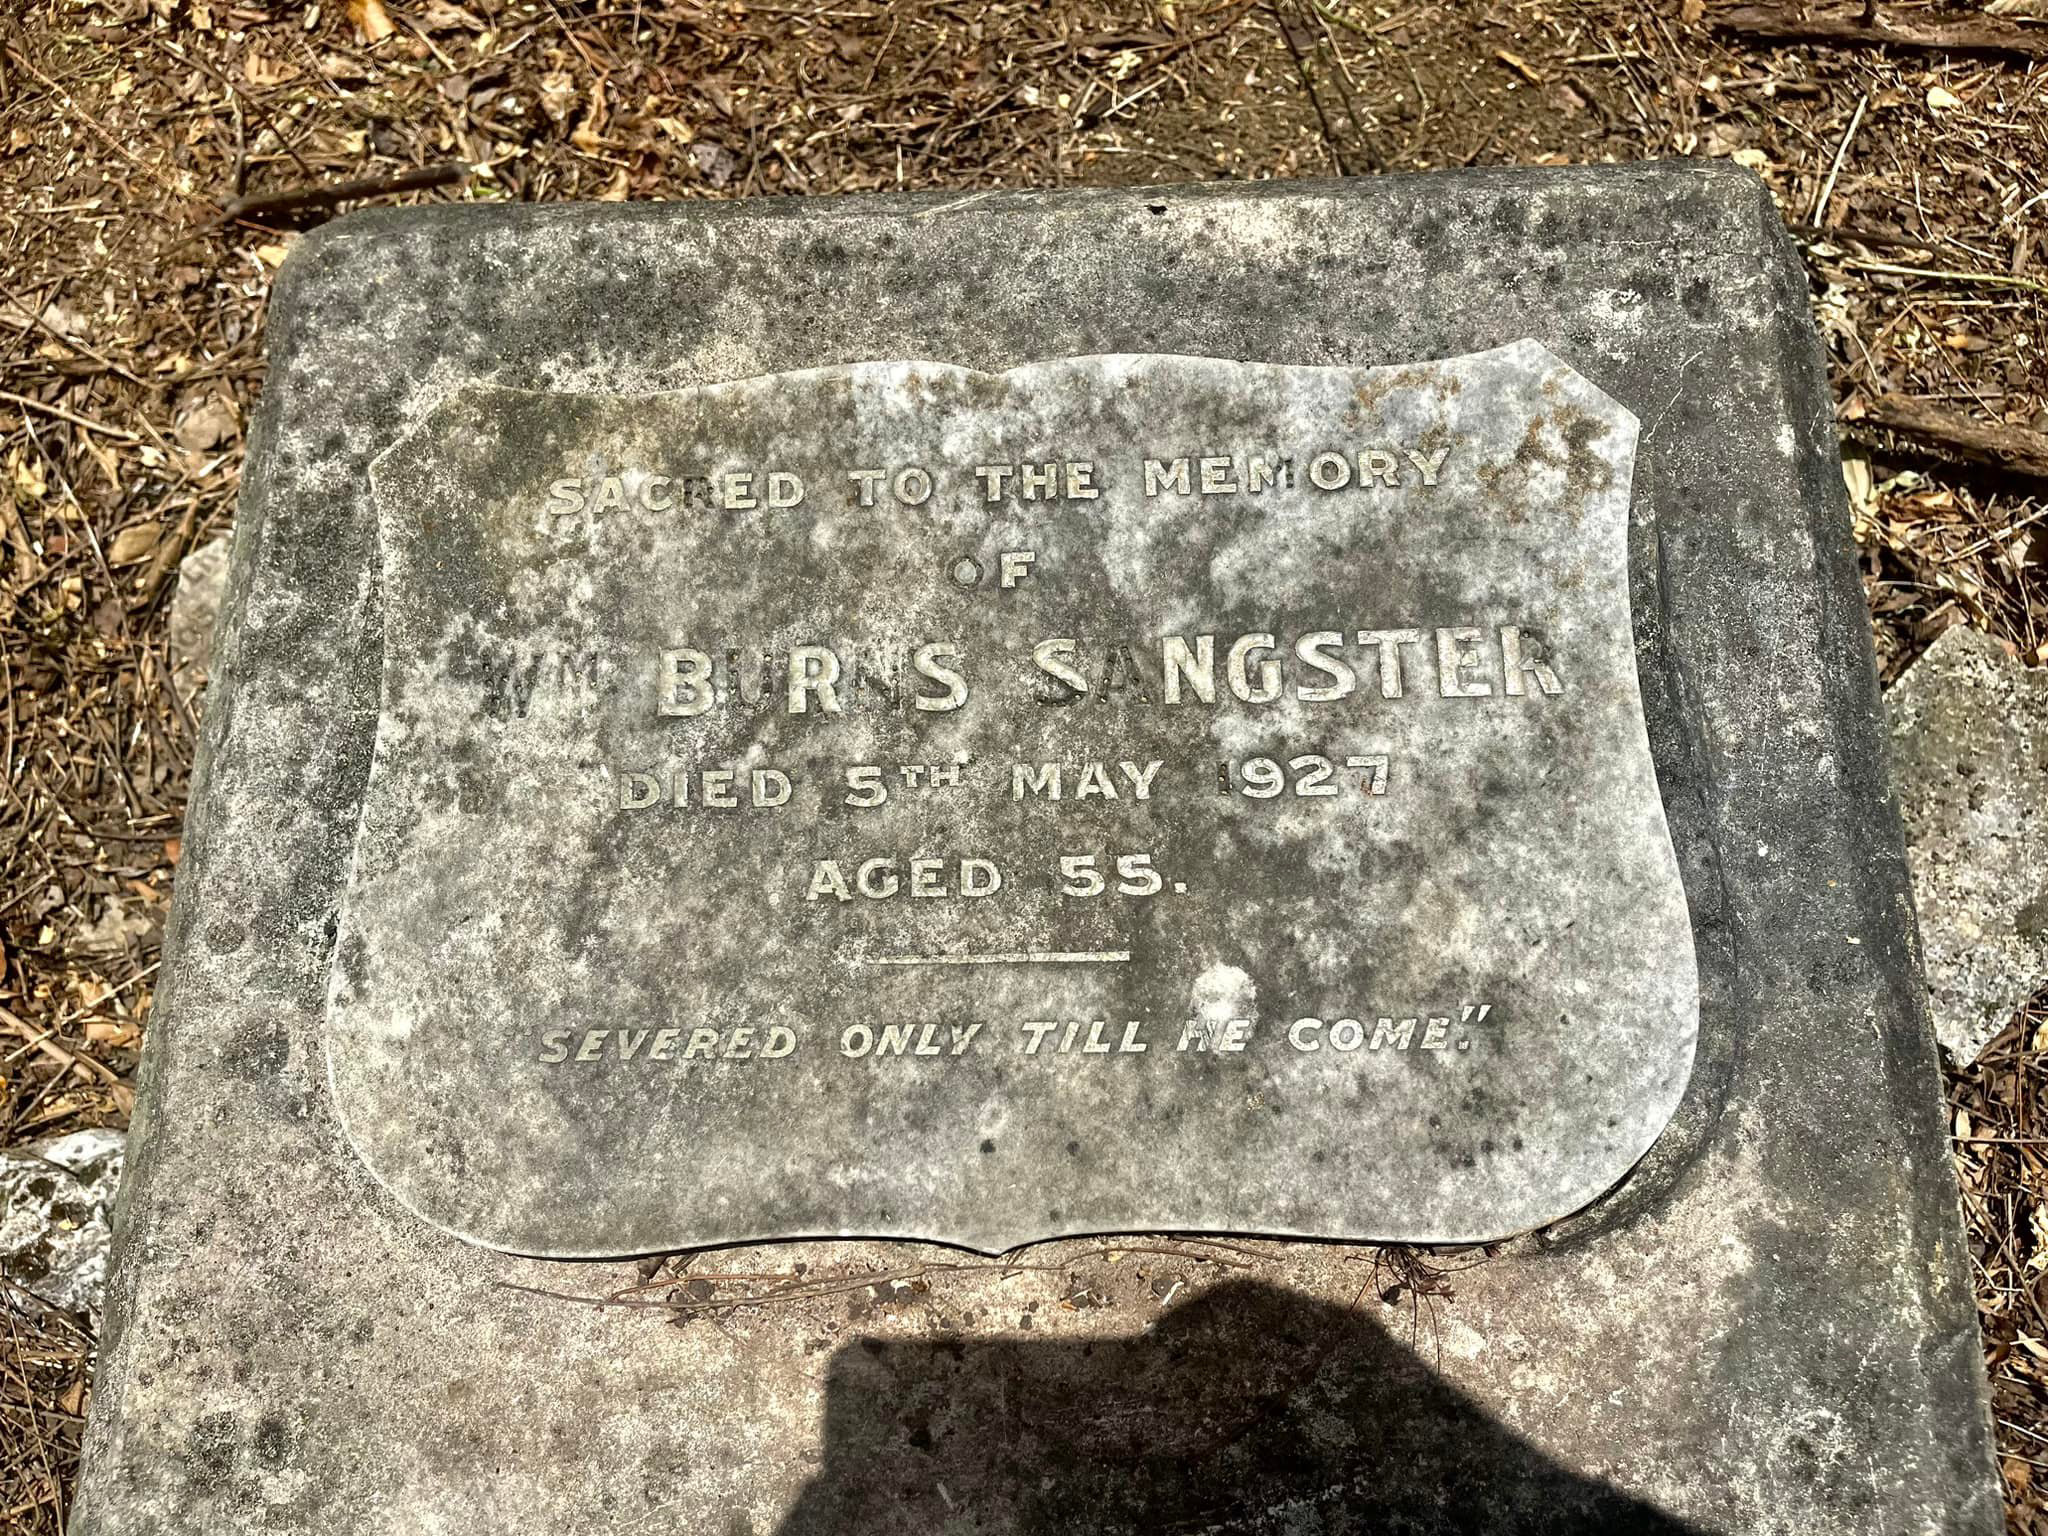 SACRED TO THE MEMORY
OF
WM BURNS SANGSTER
DIED 5TH MAY 1927
AGED 55.
"SEVERED ONLY TILL HE COME."